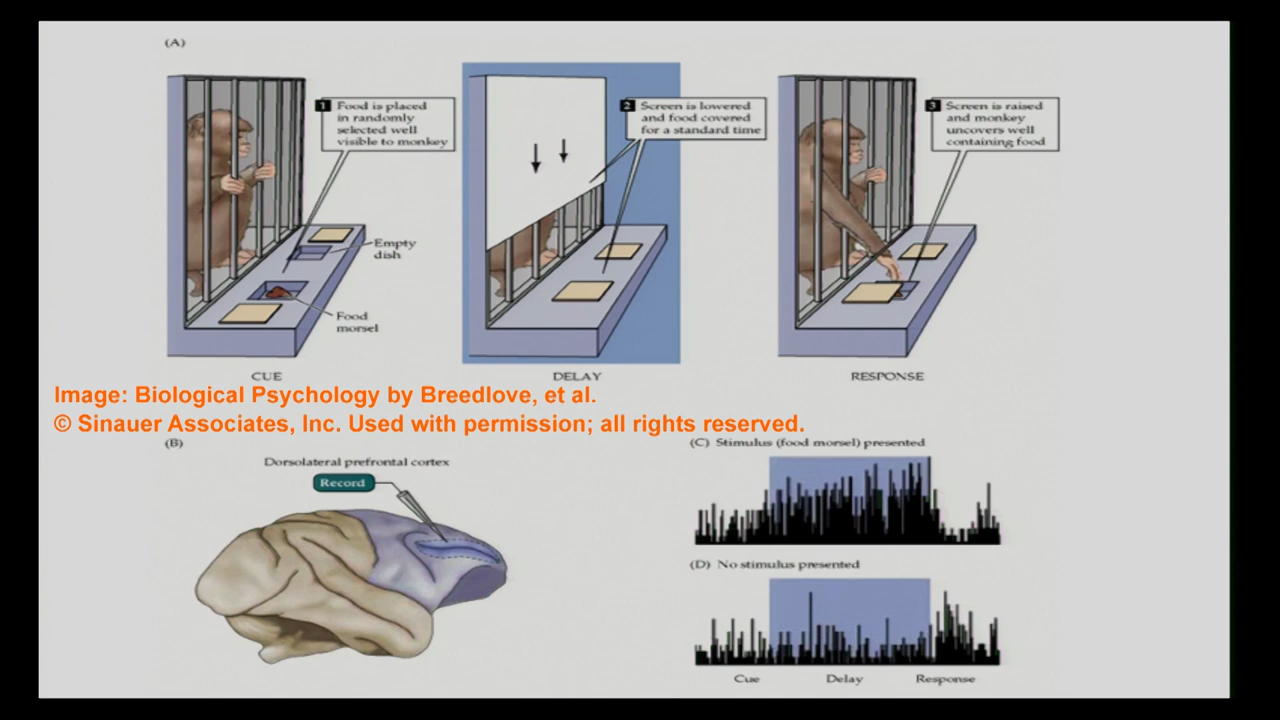 (A)
1 Food is placed
in randomly
selected well
visible to monkey
2 Screen is lowered
and food covered
for a standard time
3 Screen is raised
and monkey
uncovers well
containing food
Empty
dish
Food
morsel
CUE
DELAY
RESPONSE
Image: Biological Psychology by Breedlove, et al.
© Sinauer Associates, Inc. Used with permission; all rights reserved.
(B)
Dorsolateral prefrontal cortex
Record
(C) Stimulus (food morsel) presented
(D) No stimulus presented
Cue
Delay
Response